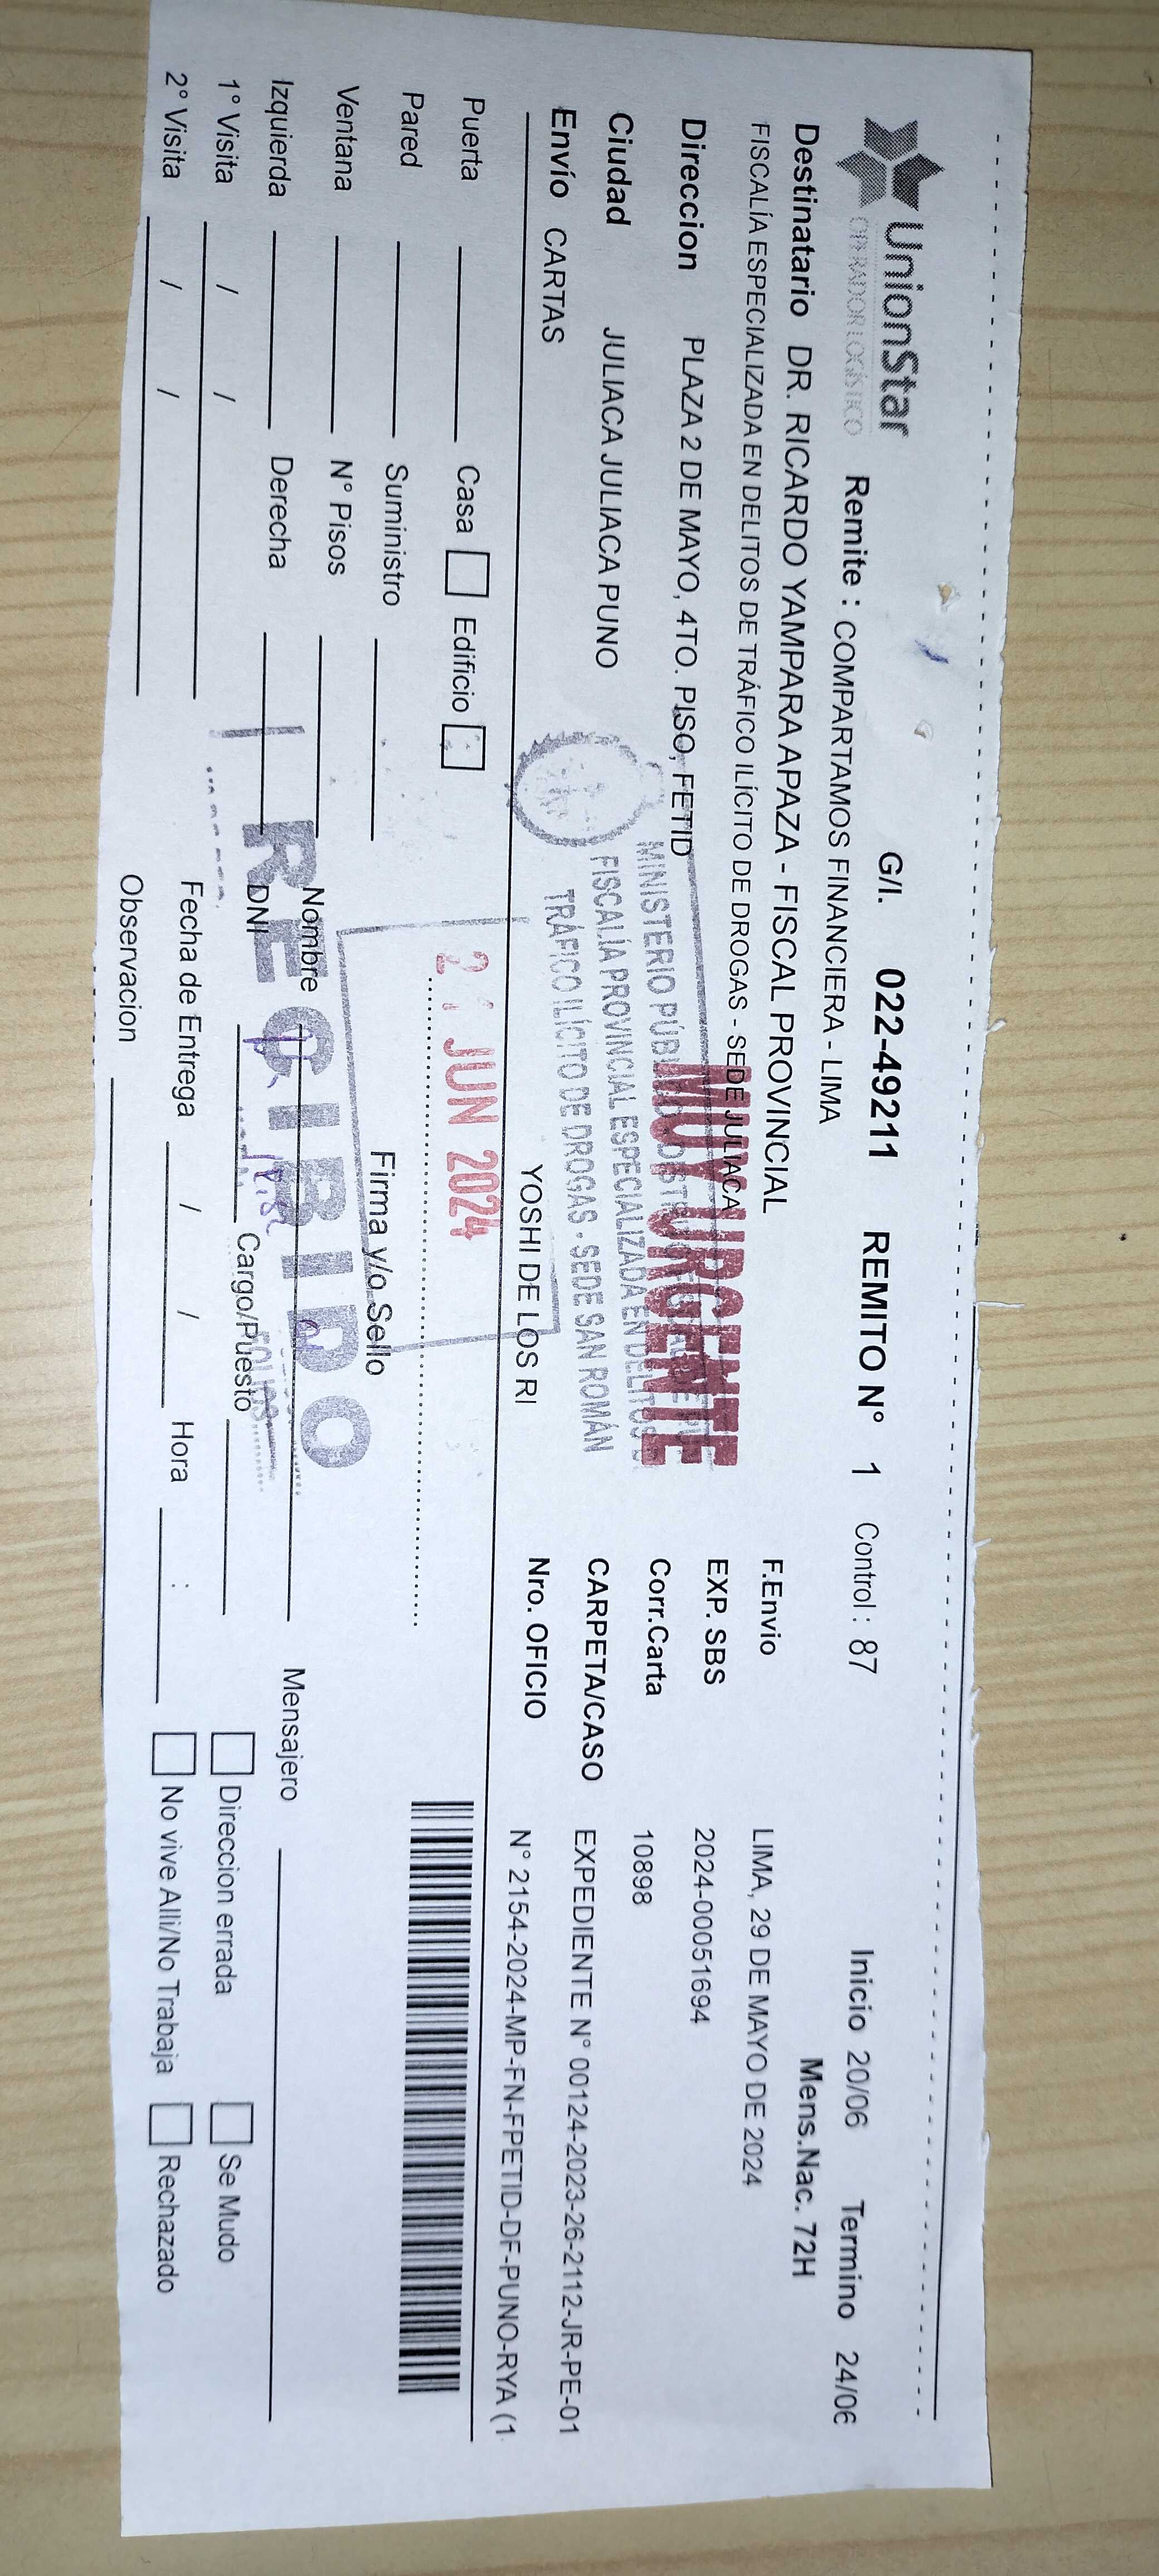 UnionStar
OPERADOR LOGÍSTICO
G/I. 022-49211 REMITO N° 1 Control : 87 Inicio 20/06 Termino 24/06
Remite : COMPARTAMOS FINANCIERA - LIMA
Mens.Nac. 72H
Destinatario DR. RICARDO YAMPARA APAZA - FISCAL PROVINCIAL
FISCALÍA ESPECIALIZADA EN DELITOS DE TRÁFICO ILÍCITO DE DROGAS - SEDE JULIACA
F.Envio LIMA, 29 DE MAYO DE 2024
MUY URGENTE
Direccion PLAZA 2 DE MAYO, 4TO. PISO, FETID
EXP. SBS 2024-00051694
MINISTERIO
Corr.Carta 10898
Ciudad JULIACA JULIACA PUNO
FISCALÍA PROVINCIAL ESPECIALIZADA EN DELITOS
CARPETA/CASO EXPEDIENTE N° 00124-2023-26-2112-JR-PE-01
TRÁFICO ILÍCITO DE DROGAS - SEDE SAN ROMÁN
Envío CARTAS
YOSHI DE LOS RI
Nro. OFICIO N° 2154-2024-MP-FN-FPETID-DF-PUNO-RYA (1
Puerta Casa Edificio
JUN 2024
Pared Suministro
Firma y/o Sello
RECIBIDO
Ventana N° Pisos Nombre Mensajero
Izquierda Derecha DNI Cargo/Puesto Direccion errada Se Mudo
1° Visita / / Fecha de Entrega / / Hora : No vive Alli/No Trabaja Rechazado
2° Visita / / Observacion